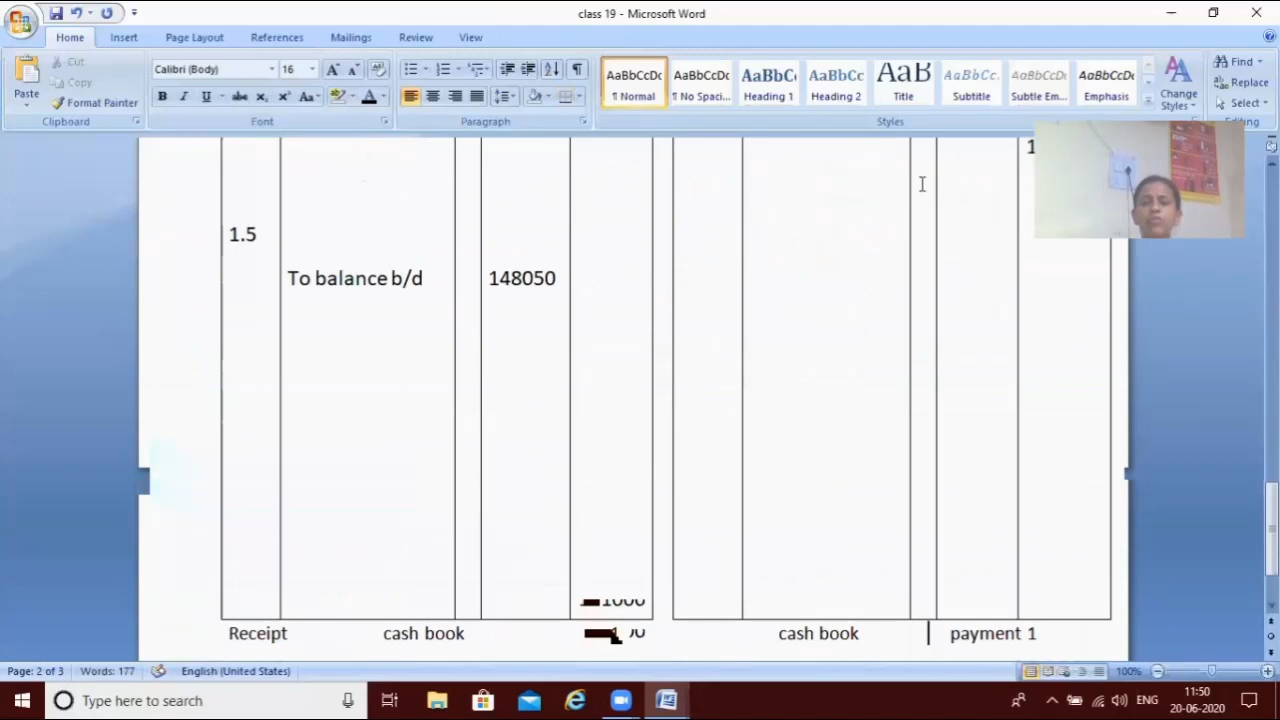 class 19 - Microsoft Word
Home Insert Page Layout References Mailings Review View
Paste
Cut
Copy
Format Painter
Clipboard
Calibri (Body) 16
Font
Paragraph
AaBbCcDc AaBbCcDc AaBbC AaBbCc AaB AaBbCc. AaBbCcDc AaBbCcDc
¶ Normal ¶ No Spaci... Heading 1 Heading 2 Title Subtitle Subtle Em... Emphasis
Styles
Change Styles
Find
Replace
Select
Editing
1
1.5
To balance b/d 148050
1000
Receipt cash book cash book payment 1
Page: 2 of 3 Words: 177 English (United States) 100%
Type here to search
ENG
11:50
20-06-2020